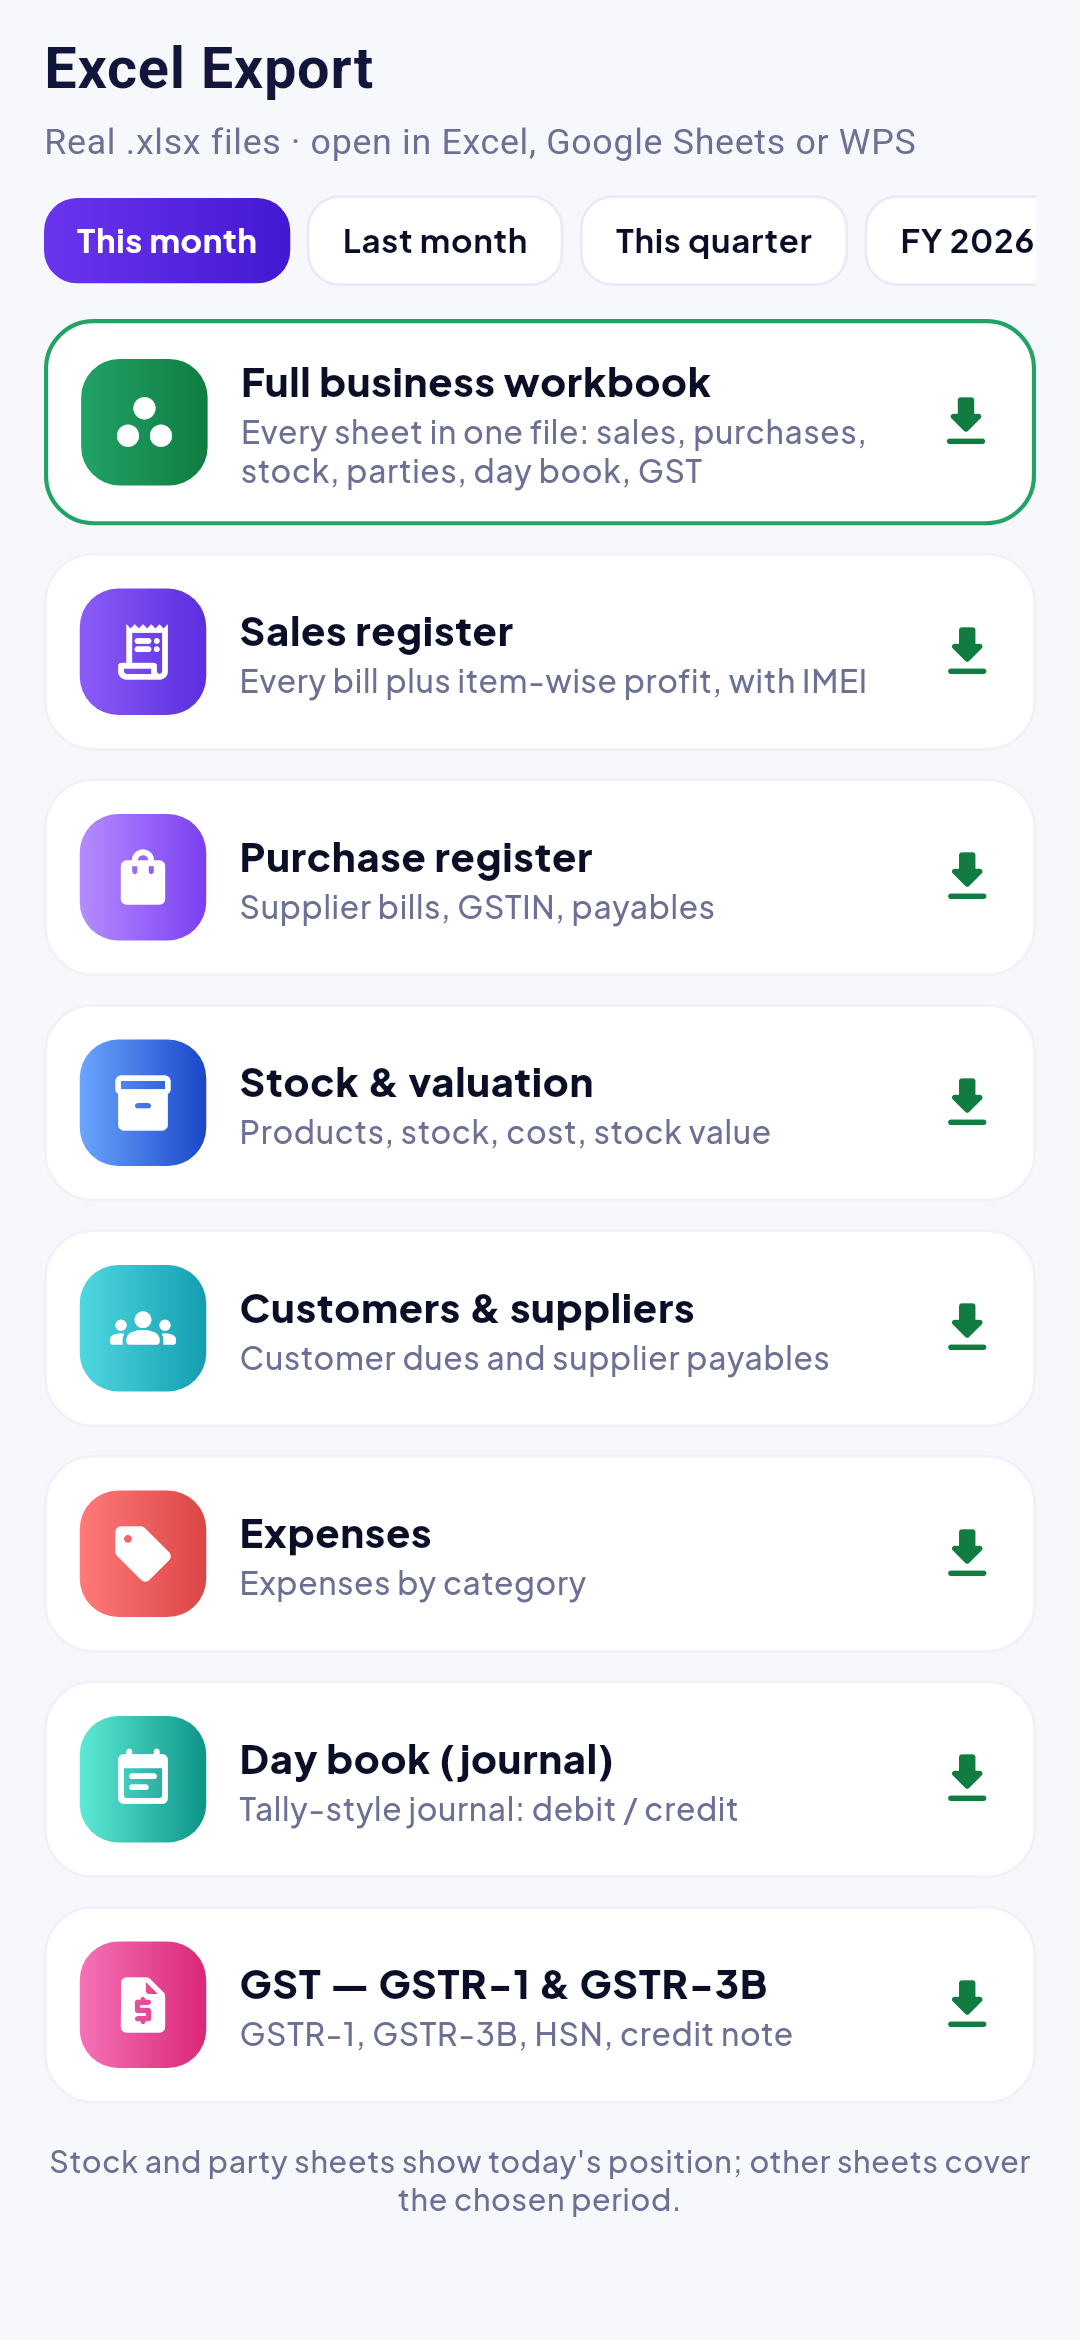 Excel Export
Real .xlsx files · open in Excel, Google Sheets or WPS
This month
Last month
This quarter
FY 2026
Full business workbook
Every sheet in one file: sales, purchases,
stock, parties, day book, GST
Sales register
Every bill plus item-wise profit, with IMEI
Purchase register
Supplier bills, GSTIN, payables
Stock & valuation
Products, stock, cost, stock value
Customers & suppliers
Customer dues and supplier payables
Expenses
Expenses by category
Day book (journal)
Tally-style journal: debit / credit
GST — GSTR-1 & GSTR-3B
GSTR-1, GSTR-3B, HSN, credit note
Stock and party sheets show today's position; other sheets cover
the chosen period.